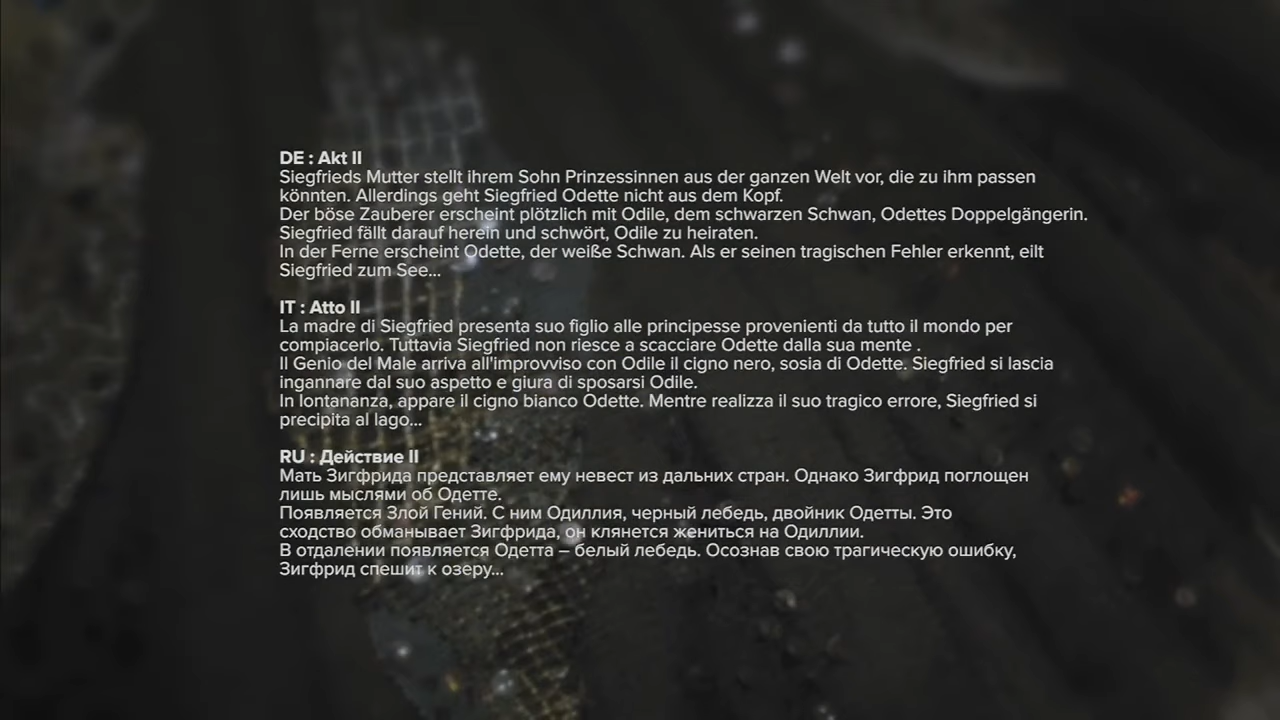 DE : Akt II
Siegfrieds Mutter stellt ihrem Sohn Prinzessinnen aus der ganzen Welt vor, die zu ihm passen
könnten. Allerdings geht Siegfried Odette nicht aus dem Kopf.
Der böse Zauberer erscheint plötzlich mit Odile, dem schwarzen Schwan, Odettes Doppelgängerin.
Siegfried fällt darauf herein und schwört, Odile zu heiraten.
In der Ferne erscheint Odette, der weiße Schwan. Als er seinen tragischen Fehler erkennt, eilt
Siegfried zum See...
IT : Atto II
La madre di Siegfried presenta suo figlio alle principesse provenienti da tutto il mondo per
compiacerlo. Tuttavia Siegfried non riesce a scacciare Odette dalla sua mente .
Il Genio del Male arriva all'improvviso con Odile il cigno nero, sosia di Odette. Siegfried si lascia
ingannare dal suo aspetto e giura di sposarsi Odile.
In lontananza, appare il cigno bianco Odette. Mentre realizza il suo tragico errore, Siegfried si
precipita al lago...
RU : Действие II
Мать Зигфрида представляет ему невест из дальних стран. Однако Зигфрид поглощен
лишь мыслями об Одетте.
Появляется Злой Гений. С ним Одиллия, черный лебедь, двойник Одетты. Это
сходство обманывает Зигфрида, он клянется жениться на Одиллии.
В отдалении появляется Одетта – белый лебедь. Осознав свою трагическую ошибку,
Зигфрид спешит к озеру...